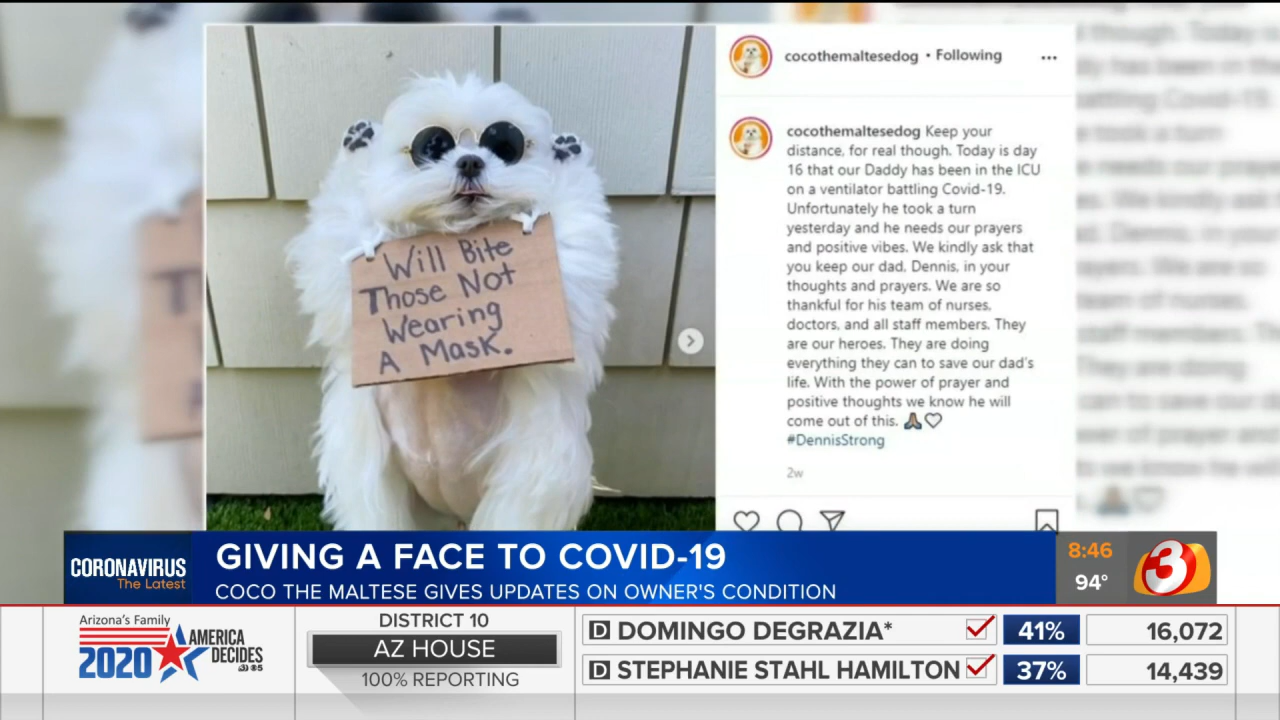 cocothemaltesedog • Following
Will Bite
Those Not
Wearing
A Mask.
cocothemaltesedog Keep your
distance, for real though. Today is day
16 that our Daddy has been in the ICU
on a ventilator battling Covid-19.
Unfortunately he took a turn
yesterday and he needs our prayers
and positive vibes. We kindly ask that
you keep our dad, Dennis, in your
thoughts and prayers. We are so
thankful for his team of nurses,
doctors, and all staff members. They
are our heroes. They are doing
everything they can to save our dad's
life. With the power of prayer and
positive thoughts we know he will
come out of this. 🙏🏽♡
#DennisStrong
2w
CORONAVIRUS
The Latest
GIVING A FACE TO COVID-19
COCO THE MALTESE GIVES UPDATES ON OWNER'S CONDITION
8:46
94°
3
Arizona's Family
2020 AMERICA
DECIDES
3 5
DISTRICT 10
AZ HOUSE
100% REPORTING
D DOMINGO DEGRAZIA* 41% 16,072
D STEPHANIE STAHL HAMILTON 37% 14,439